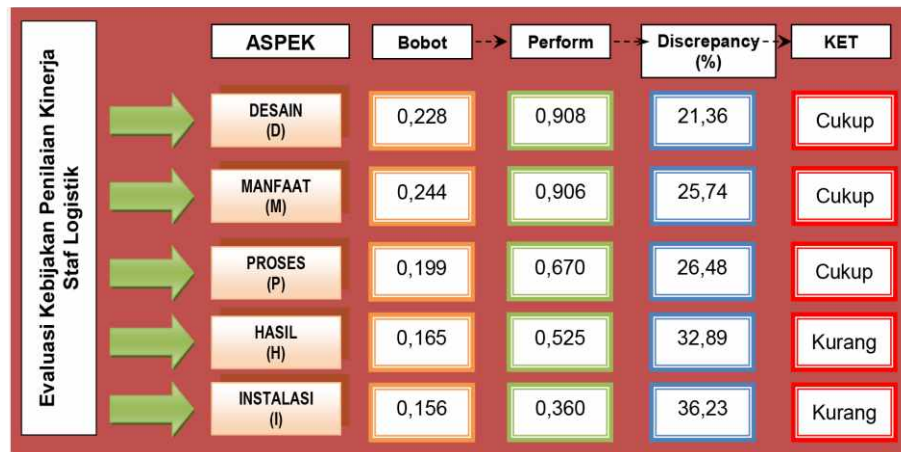 Evaluasi Kebijakan Penilaian Kinerja
Staf Logistik
ASPEK
Bobot
Perform
Discrepancy
(%)
KET
DESAIN
(D)
0,228
0,908
21,36
Cukup
MANFAAT
(M)
0,244
0,906
25,74
Cukup
PROSES
(P)
0,199
0,670
26,48
Cukup
HASIL
(H)
0,165
0,525
32,89
Kurang
INSTALASI
(I)
0,156
0,360
36,23
Kurang